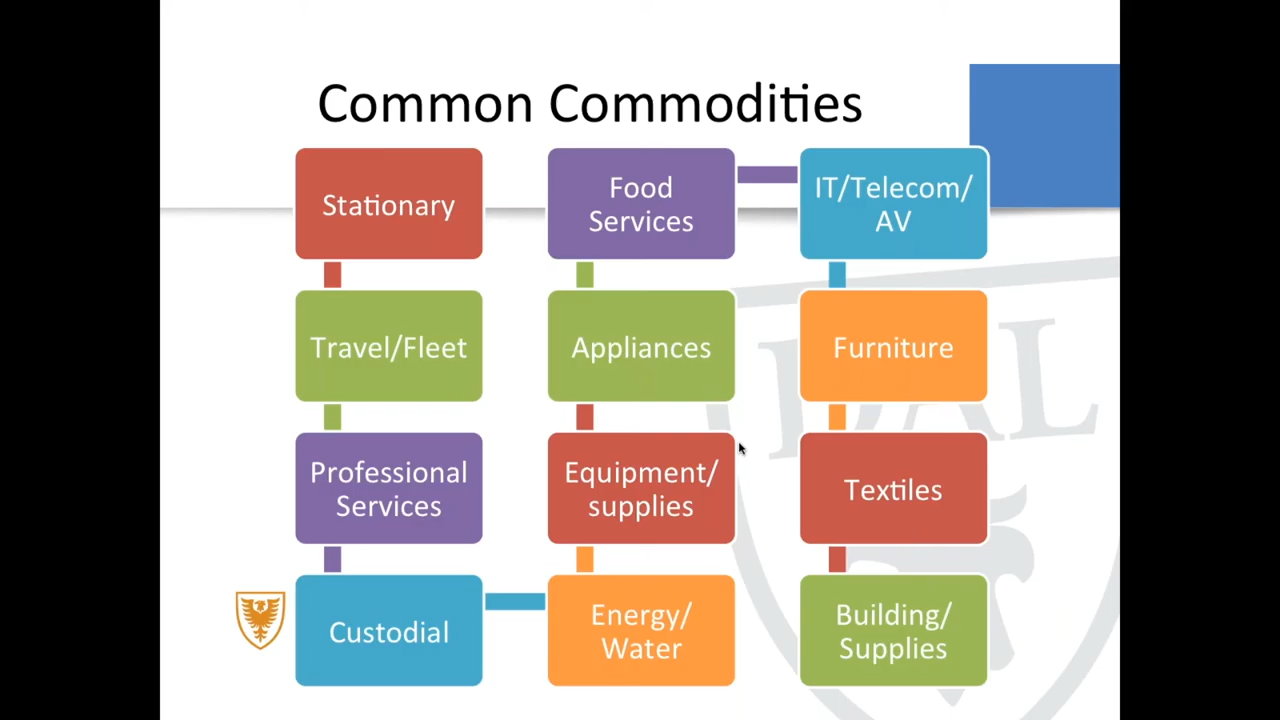 Common Commodities
Stationary
Travel/Fleet
Professional
Services
Custodial
Energy/
Water
Equipment/
supplies
Appliances
Food
Services
IT/Telecom/
AV
Furniture
Textiles
Building/
Supplies
DAL